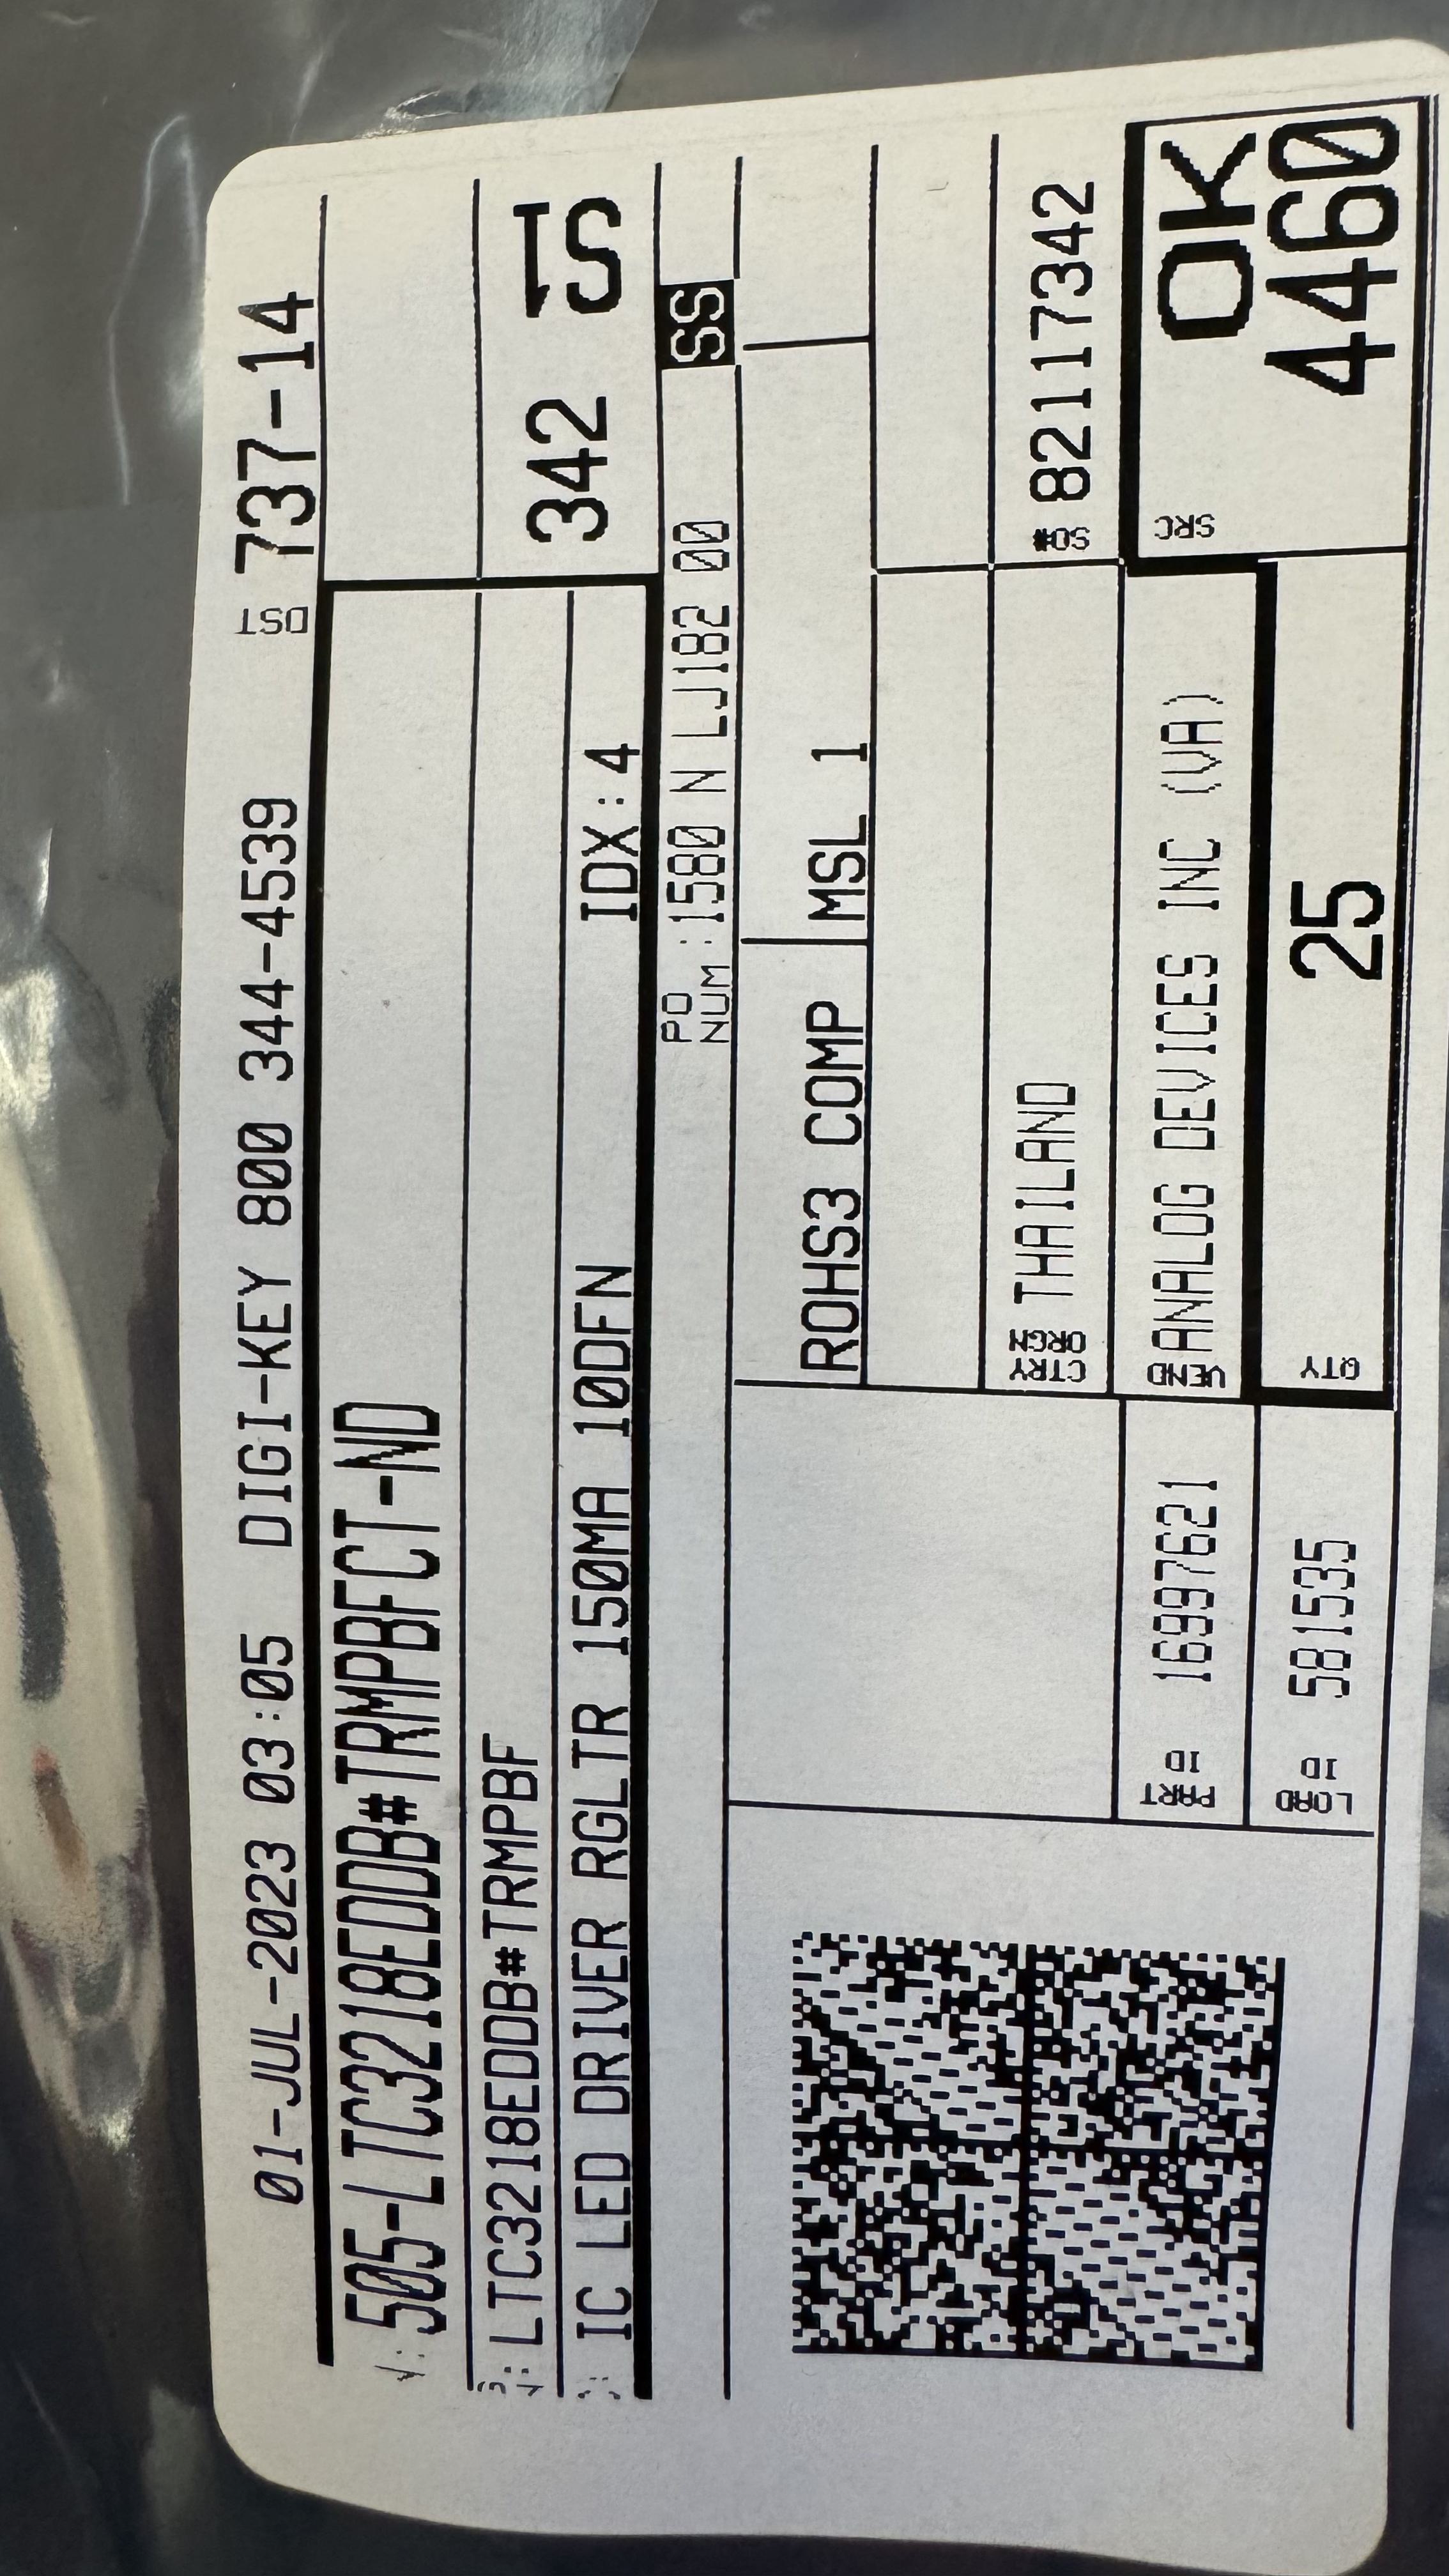 01-JUL-2023 03:05 DIGI-KEY 800 344-4539 DST 737-14
505-LTC3218EDDB#TRMPBFCT-ND
LTC3218EDDB#TRMPBF
IC LED DRIVER RGLTR 150MA 10DFN IDX:4
342 TS
PO NUM: 1580 N LJ182 00 SS
ROHS3 COMP MSL 1
CTRY ORGN THAILAND
SO# 82117342
PART ID 16997621
VEND ANALOG DEVICES INC (VA)
SRC OK
4460
LOAD ID 581535
QTY 25